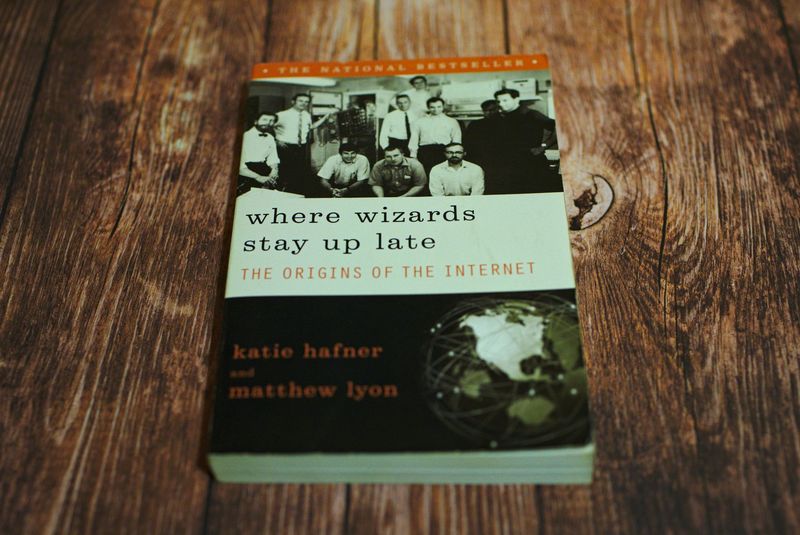 • THE NATIONAL BESTSELLER •
where wizards
stay up late
THE ORIGINS OF THE INTERNET
katie hafner
and
matthew lyon